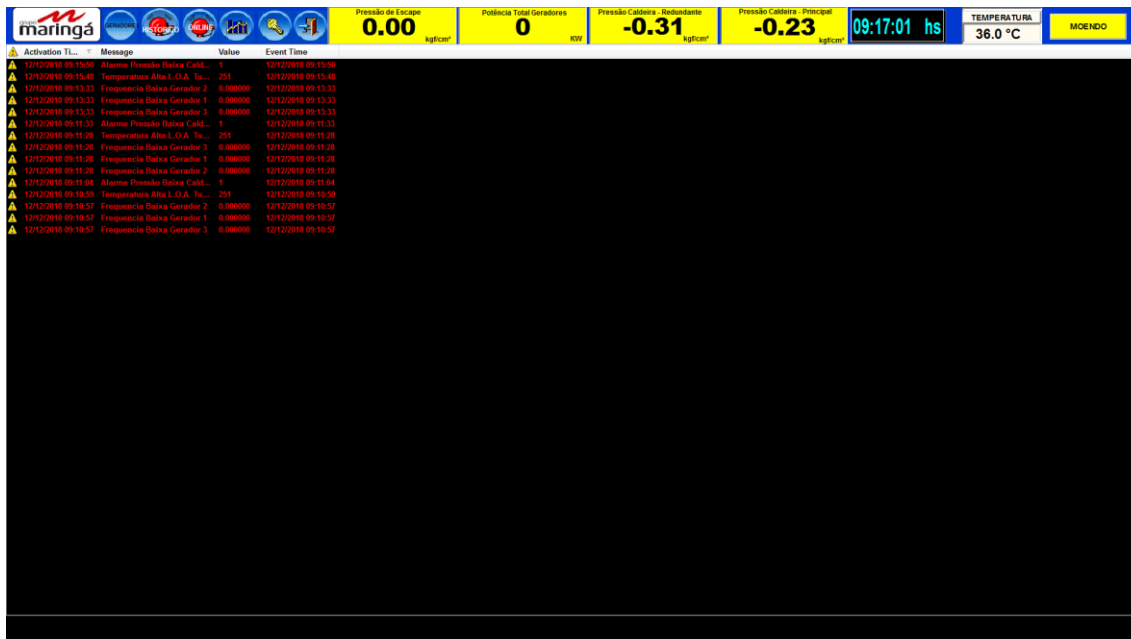 GRUPO
maringá
GERADORES
HISTÓRICO
ONLINE
Pressão de Escape
0.00
kgf/cm²
Potência Total Geradores
0
KW
Pressão Caldeira - Redundante
-0.31
kgf/cm²
Pressão Caldeira - Principal
-0.23
kgf/cm²
09:17:01 hs
TEMPERATURA
36.0 °C
MOENDO
Activation Ti... Message Value Event Time
12/12/2018 09:15:50 Alarme Pressão Baixa Cald... 1 12/12/2018 09:15:50
12/12/2018 09:15:48 Temperatura Alta L.O.A Tu... 251 12/12/2018 09:15:48
12/12/2018 09:13:33 Frequencia Baixa Gerador 2 0.000000 12/12/2018 09:13:33
12/12/2018 09:13:33 Frequencia Baixa Gerador 1 0.000000 12/12/2018 09:13:33
12/12/2018 09:13:33 Frequencia Baixa Gerador 3 0.000000 12/12/2018 09:13:33
12/12/2018 09:11:33 Alarme Pressão Baixa Cald... 1 12/12/2018 09:11:33
12/12/2018 09:11:28 Temperatura Alta L.O.A Tu... 251 12/12/2018 09:11:28
12/12/2018 09:11:28 Frequencia Baixa Gerador 3 0.000000 12/12/2018 09:11:28
12/12/2018 09:11:28 Frequencia Baixa Gerador 1 0.000000 12/12/2018 09:11:28
12/12/2018 09:11:28 Frequencia Baixa Gerador 2 0.000000 12/12/2018 09:11:28
12/12/2018 09:11:04 Alarme Pressão Baixa Cald... 1 12/12/2018 09:11:04
12/12/2018 09:10:59 Temperatura Alta L.O.A Tu... 251 12/12/2018 09:10:59
12/12/2018 09:10:57 Frequencia Baixa Gerador 2 0.000000 12/12/2018 09:10:57
12/12/2018 09:10:57 Frequencia Baixa Gerador 1 0.000000 12/12/2018 09:10:57
12/12/2018 09:10:57 Frequencia Baixa Gerador 3 0.000000 12/12/2018 09:10:57